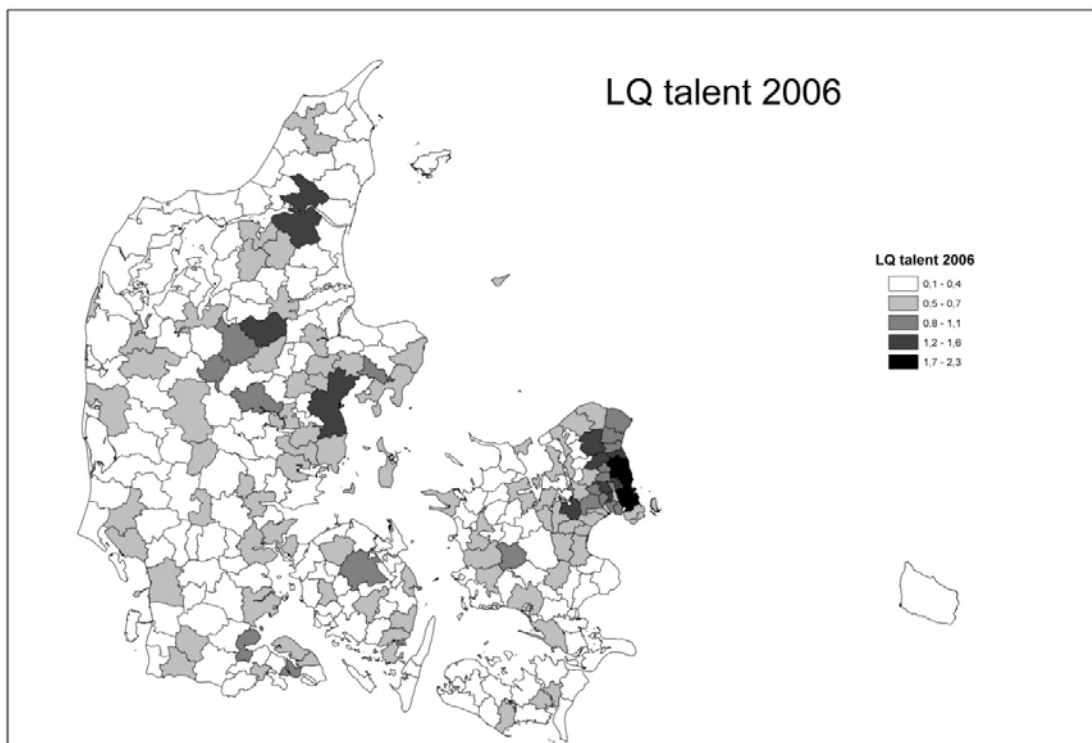 LQ talent 2006
LQ talent 2006
0,1 - 0,4
0,5 - 0,7
0,8 - 1,1
1,2 - 1,6
1,7 - 2,3